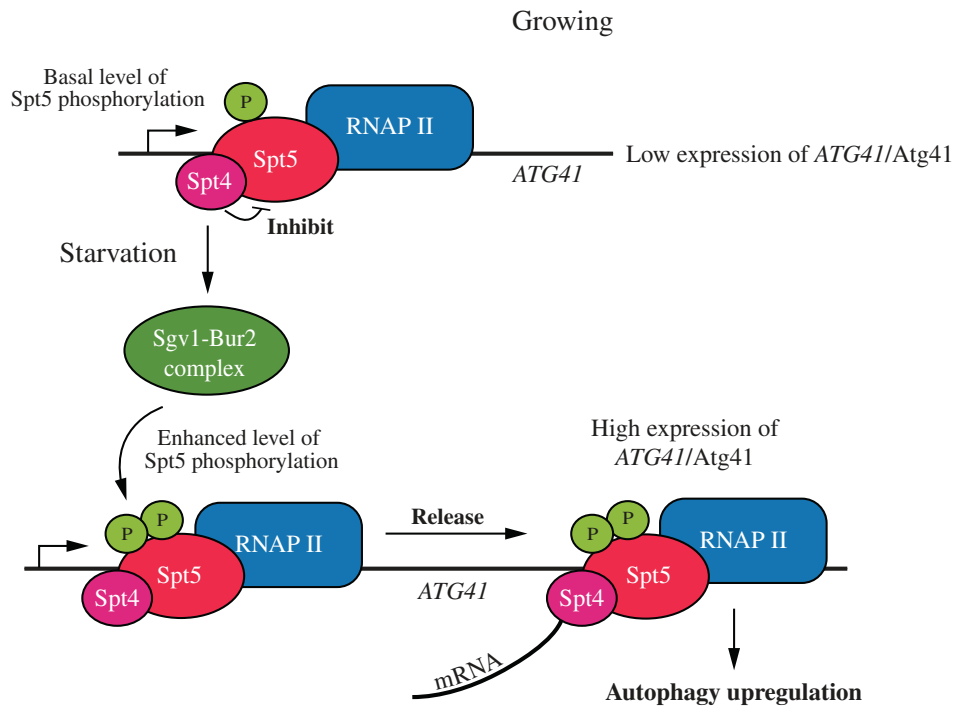 Growing
Basal level of
Spt5 phosphorylation
P
RNAP II
Spt5
Spt4
ATG41
Low expression of ATG41/Atg41
Inhibit
Starvation
Sgv1-Bur2
complex
Enhanced level of
Spt5 phosphorylation
High expression of
ATG41/Atg41
P
P
RNAP II
Spt5
Spt4
Release
ATG41
P
P
RNAP II
Spt5
Spt4
mRNA
Autophagy upregulation